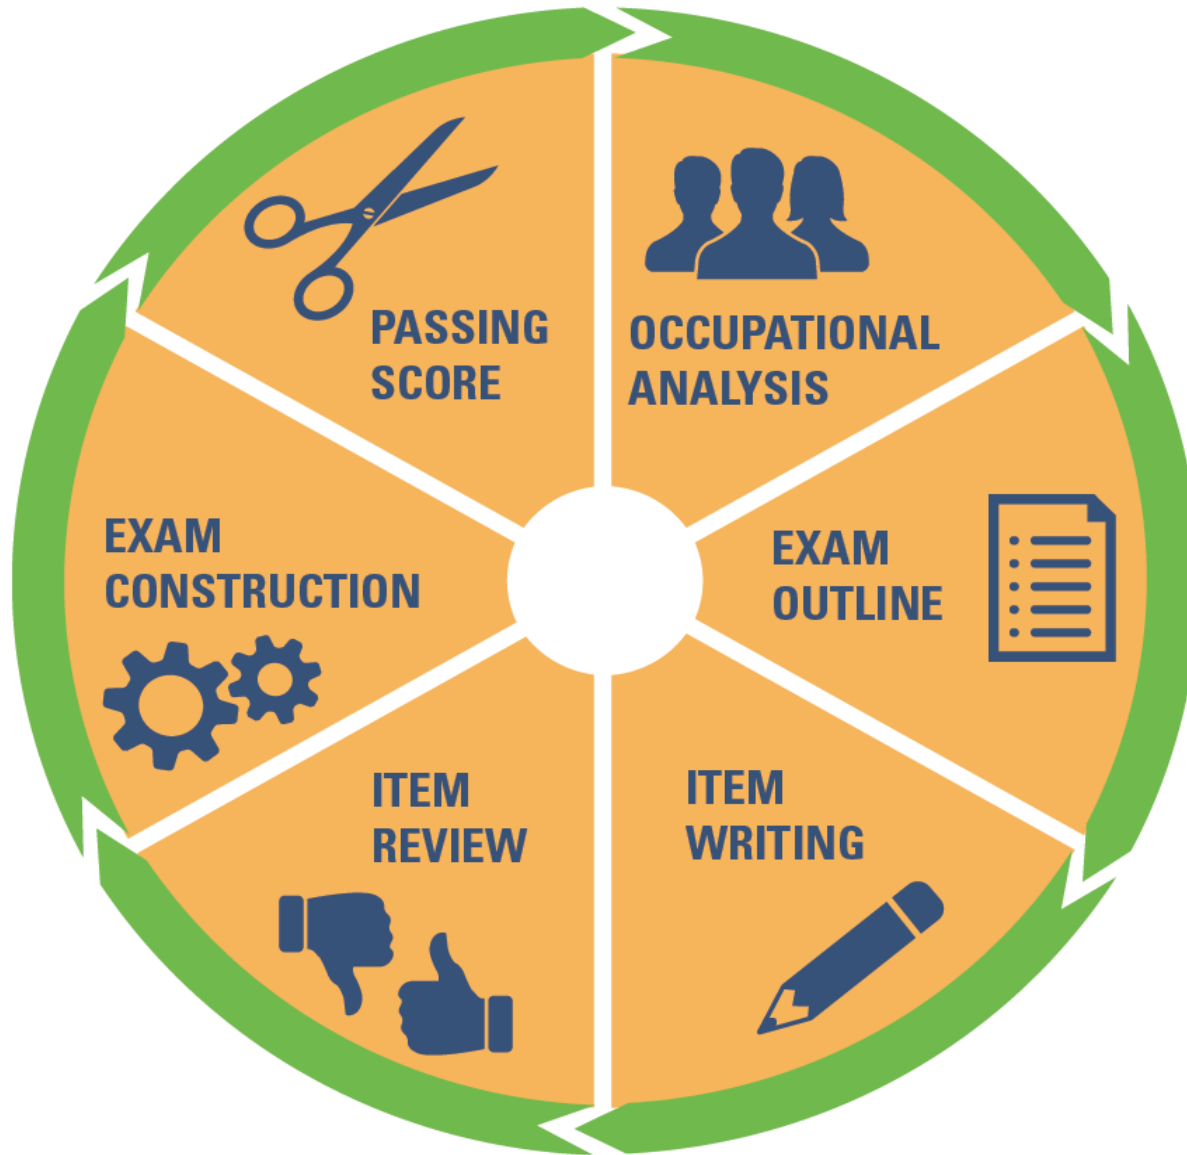 PASSING
SCORE
OCCUPATIONAL
ANALYSIS
EXAM
OUTLINE
ITEM
WRITING
ITEM
REVIEW
EXAM
CONSTRUCTION